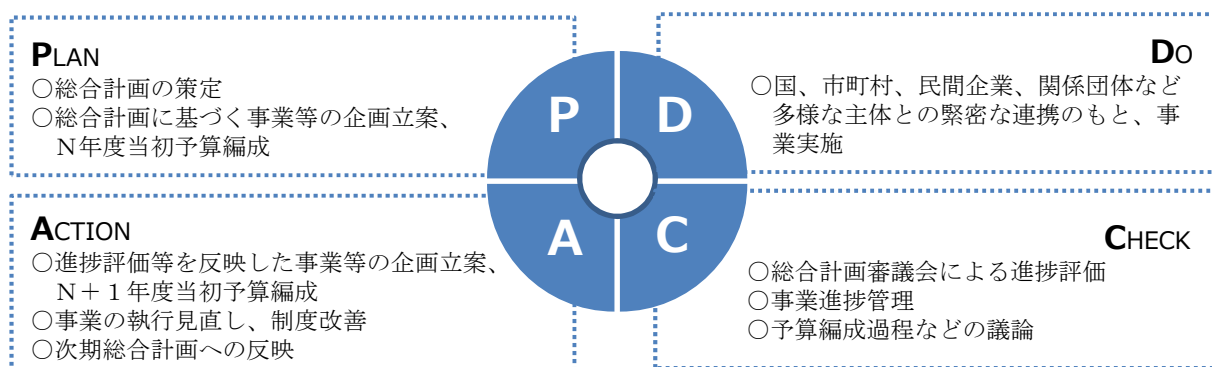 PLAN
○総合計画の策定
○総合計画に基づく事業等の企画立案、
N年度当初予算編成
P
D
DO
○国、市町村、民間企業、関係団体など
多様な主体との緊密な連携のもと、事
業実施
ACTION
○進捗評価等を反映した事業等の企画立案、
N+1年度当初予算編成
○事業の執行見直し、制度改善
○次期総合計画への反映
A
C
CHECK
○総合計画審議会による進捗評価
○事業進捗管理
○予算編成過程などの議論